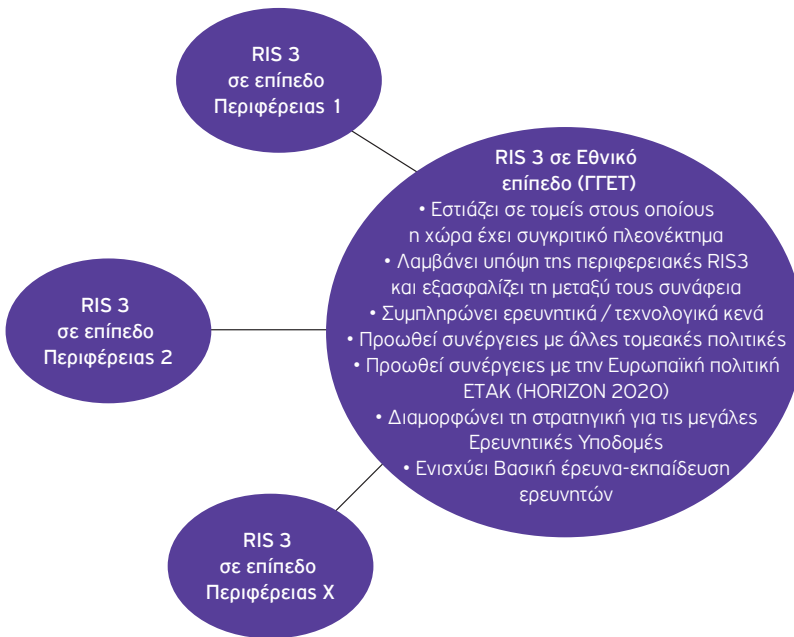 RIS 3
σε επίπεδο
Περιφέρειας 1
RIS 3
σε επίπεδο
Περιφέρειας 2
RIS 3
σε επίπεδο
Περιφέρειας Χ
RIS 3 σε Εθνικό
επίπεδο (ΓΓΕΤ)
• Εστιάζει σε τομείς στους οποίους
η χώρα έχει συγκριτικό πλεονέκτημα
• Λαμβάνει υπόψη της περιφερειακές RIS3
και εξασφαλίζει τη μεταξύ τους συνάφεια
• Συμπληρώνει ερευνητικά / τεχνολογικά κενά
• Προωθεί συνέργειες με άλλες τομεακές πολιτικές
• Προωθεί συνέργειες με την Ευρωπαϊκή πολιτική
ΕΤΑΚ (HORIZON 2020)
• Διαμορφώνει τη στρατηγική για τις μεγάλες
Ερευνητικές Υποδομές
• Ενισχύει Βασική έρευνα-εκπαίδευση
ερευνητών